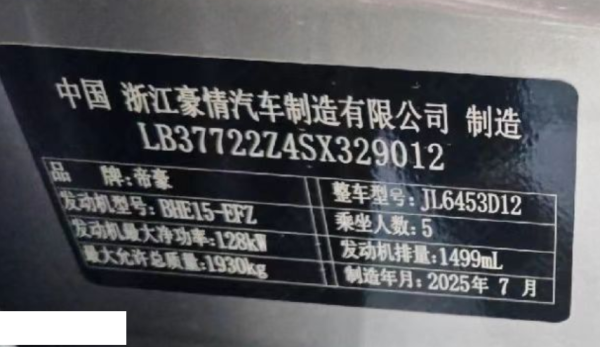 中国 浙江豪情汽车制造有限公司 制造
LB37722Z4SX329012
品 牌:帝豪 整车型号:JL6453D12
发动机型号:BHE15-EFZ 乘坐人数:5
发动机最大净功率:128kW 发动机排量:1499mL
最大允许总质量:1930kg 制造年月:2025年 7 月